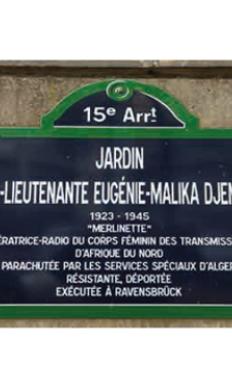 15e Arrt
JARDIN
-LIEUTENANTE EUGÉNIE-MALIKA DJEN
1923 - 1945
"MERLINETTE"
ÉRATRICE-RADIO DU CORPS FÉMININ DES TRANSMISS
D'AFRIQUE DU NORD
PARACHUTÉE PAR LES SERVICES SPÉCIAUX D'ALGER
RÉSISTANTE, DÉPORTÉE
EXÉCUTÉE À RAVENSBRÜCK